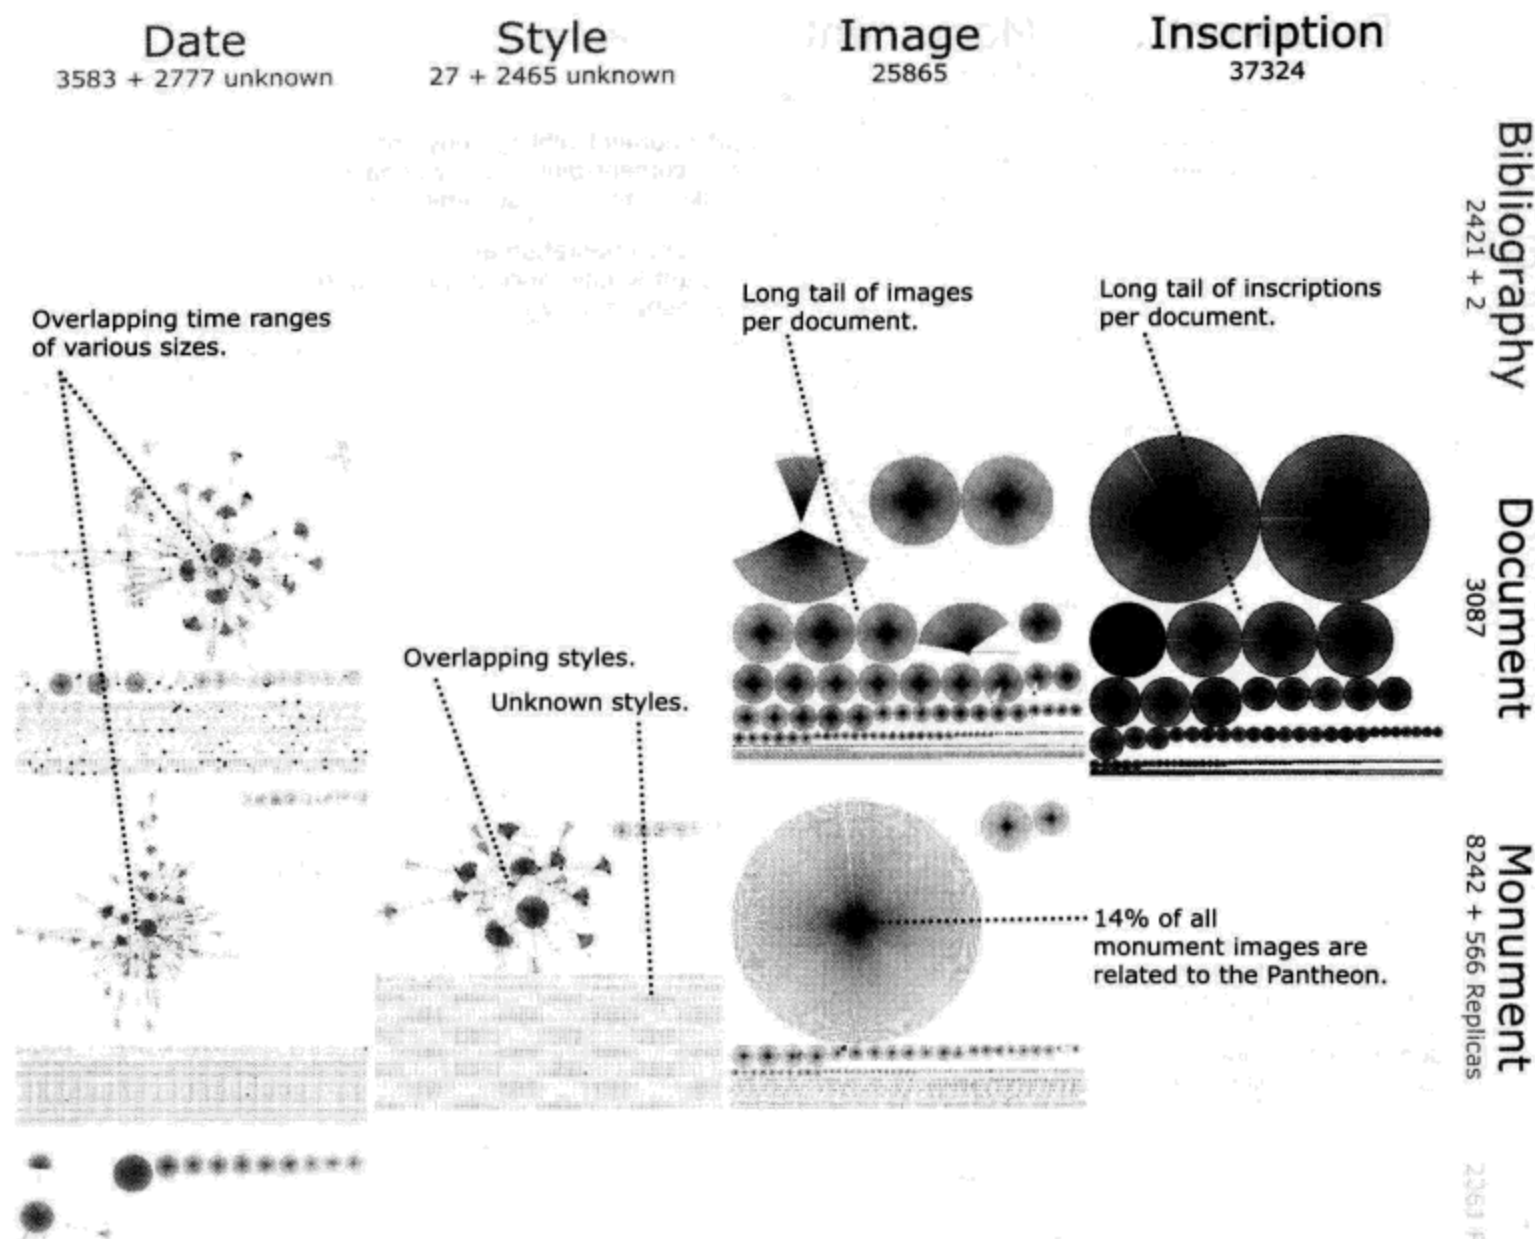 Date
3583 + 2777 unknown
Style
27 + 2465 unknown
Image
25865
Inscription
37324
Bibliography
2421 + 2
Overlapping time ranges
of various sizes.
Long tail of images
per document.
Long tail of inscriptions
per document.
Document
3087
Overlapping styles.
Unknown styles.
Monument
8242 + 566 Replicas
14% of all
monument images are
related to the Pantheon.